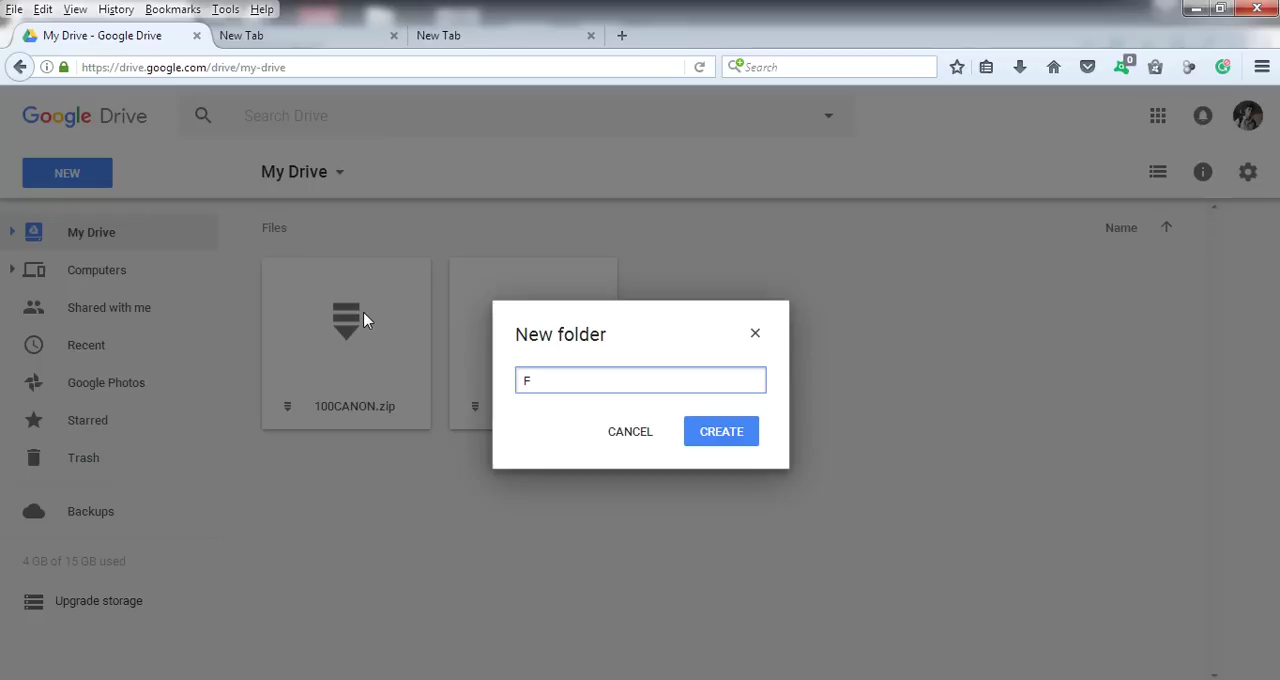 File Edit View History Bookmarks Tools Help
My Drive - Google Drive New Tab New Tab
https://drive.google.com/drive/my-drive Search 0
Google Drive Search Drive
NEW My Drive
Files Name
My Drive
Computers
Shared with me
Recent
Google Photos
Starred
Trash
Backups
4 GB of 15 GB used
Upgrade storage
100CANON.zip
New folder
F
CANCEL CREATE